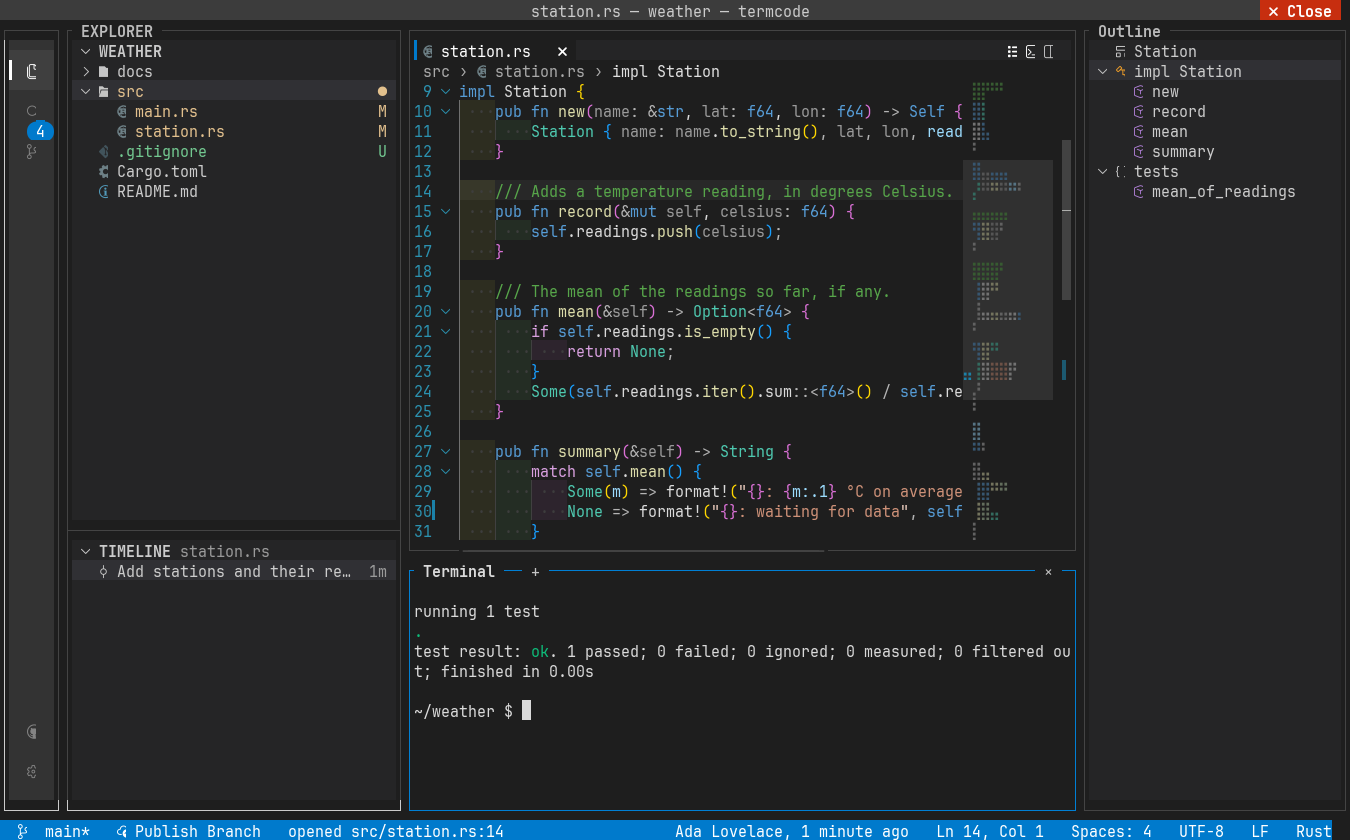 station.rs — weather — termcode
× Close
EXPLORER
WEATHER
docs
src
main.rs M
station.rs M
.gitignore U
Cargo.toml
README.md
4
TIMELINE station.rs
Add stations and their re… 1m
station.rs ×
src › station.rs › impl Station
9 impl Station {
10 pub fn new(name: &str, lat: f64, lon: f64) -> Self {
11 Station { name: name.to_string(), lat, lon, read
12 }
13
14 /// Adds a temperature reading, in degrees Celsius.
15 pub fn record(&mut self, celsius: f64) {
16 self.readings.push(celsius);
17 }
18
19 /// The mean of the readings so far, if any.
20 pub fn mean(&self) -> Option<f64> {
21 if self.readings.is_empty() {
22 return None;
23 }
24 Some(self.readings.iter().sum::<f64>() / self.re
25 }
26
27 pub fn summary(&self) -> String {
28 match self.mean() {
29 Some(m) => format!("{}: {m:.1} °C on average
30 None => format!("{}: waiting for data", self
31 }
Terminal + ×
running 1 test
.
test result: ok. 1 passed; 0 failed; 0 ignored; 0 measured; 0 filtered ou
t; finished in 0.00s
~/weather $
Outline
Station
impl Station
new
record
mean
summary
{} tests
mean_of_readings
main* Publish Branch opened src/station.rs:14 Ada Lovelace, 1 minute ago Ln 14, Col 1 Spaces: 4 UTF-8 LF Rust